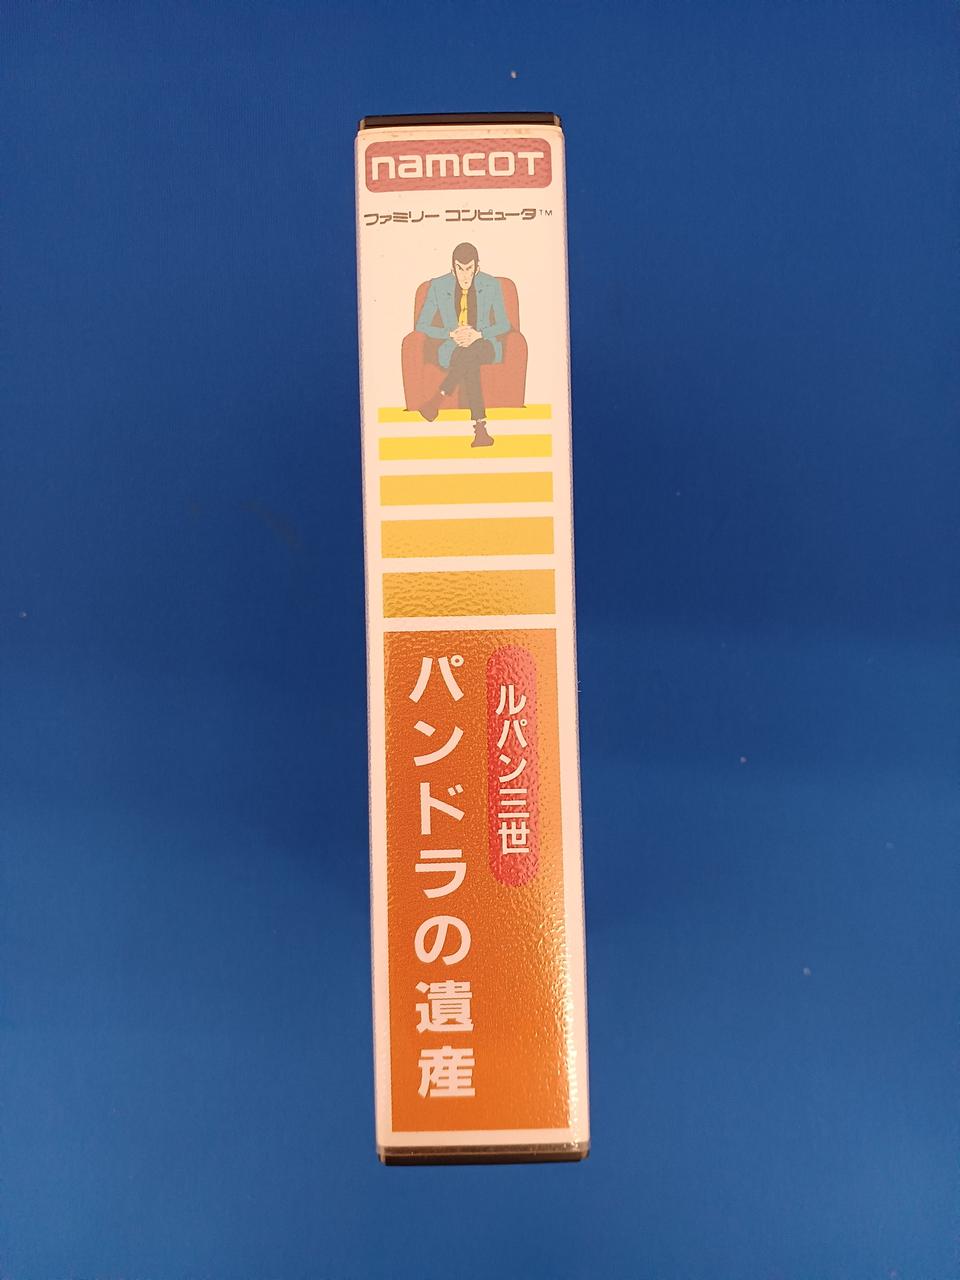 namcot
ファミリー コンピュータ™
ルパン三世
パンドラの遺産